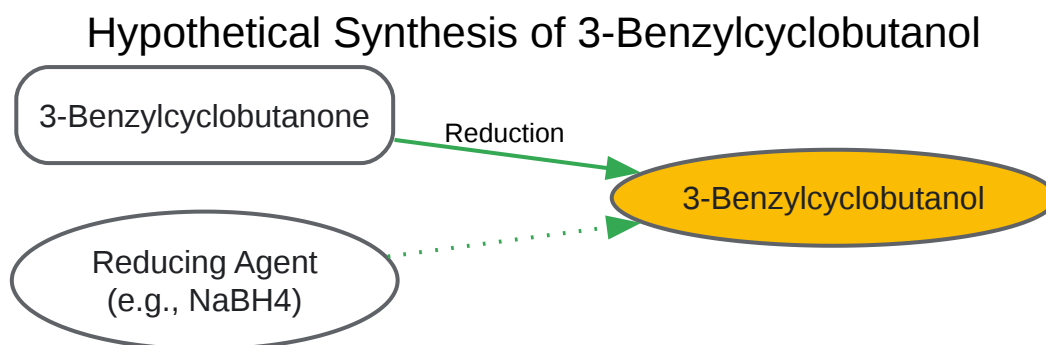 Hypothetical Synthesis of 3-Benzylcyclobutanol
3-Benzylcyclobutanone
Reduction
3-Benzylcyclobutanol
Reducing Agent
(e.g., NaBH4)